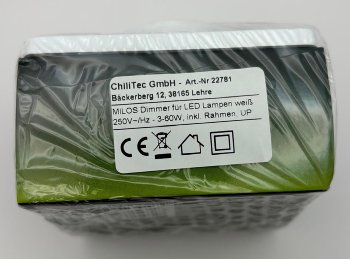 ChiliTec GmbH - Art.-Nr 22781
Bäckerberg 12, 38165 Lehre
MILOS Dimmer für LED Lampen weiß
250V~/Hz - 3-60W, inkl. Rahmen, UP
CE